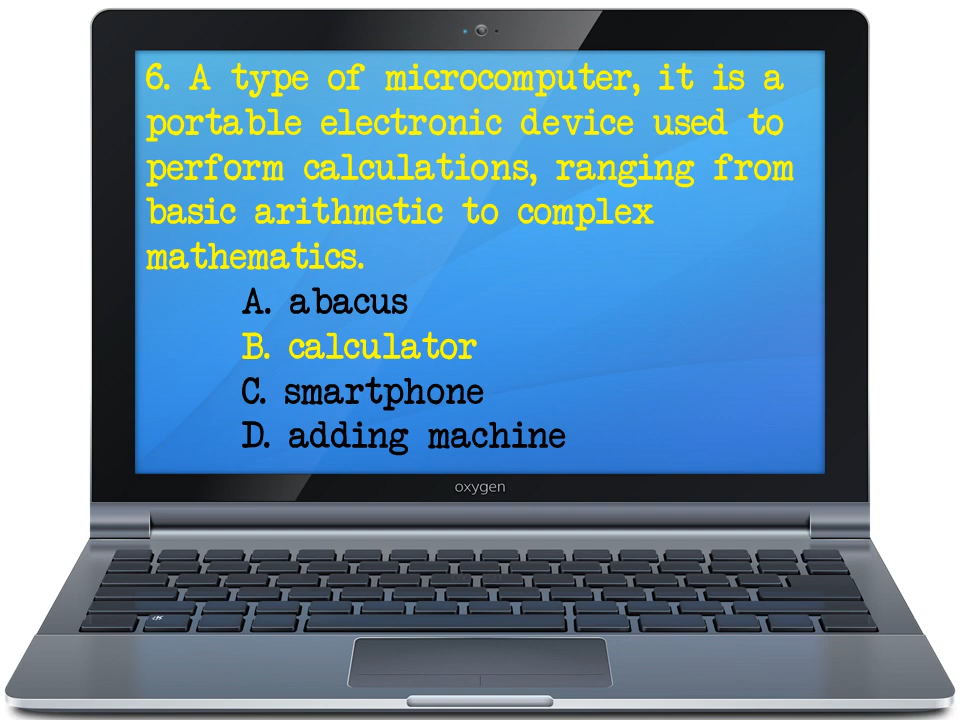 6. A type of microcomputer, it is a
portable electronic device used to
perform calculations, ranging from
basic arithmetic to complex
mathematics.
A. abacus
B. calculator
C. smartphone
D. adding machine
oxygen